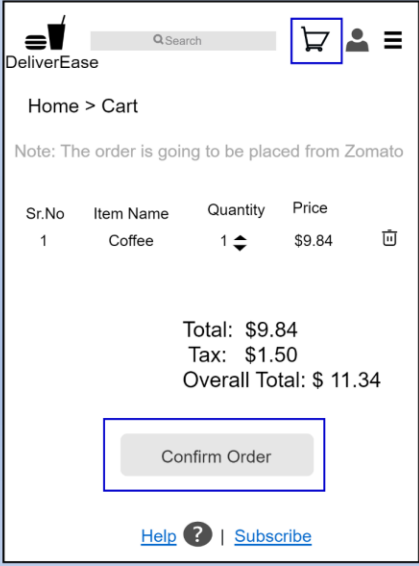 Search
DeliverEase
Home > Cart
Note: The order is going to be placed from Zomato
Sr.No Item Name Quantity Price
1 Coffee 1 $9.84
Total: $9.84
Tax: $1.50
Overall Total: $ 11.34
Confirm Order
Help ? | Subscribe